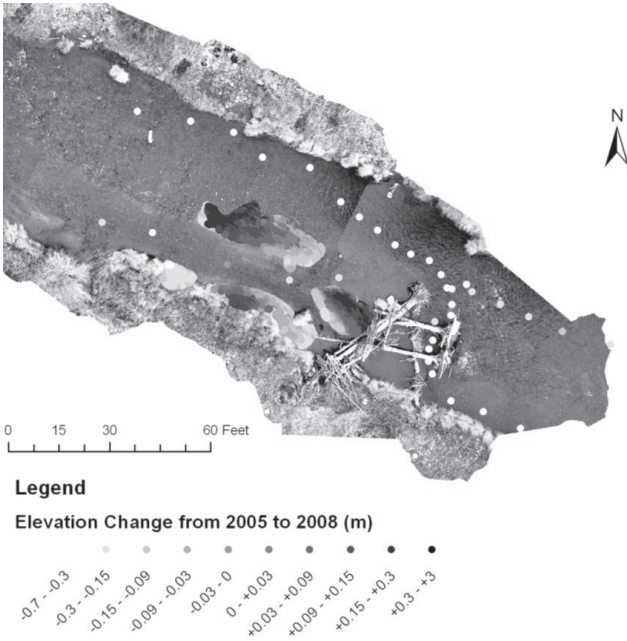 N
0 15 30 60 Feet
Legend
Elevation Change from 2005 to 2008 (m)
-0.7 - -0.3
-0.3 - -0.15
-0.15 - -0.09
-0.09 - -0.03
-0.03 - 0
0 - +0.03
+0.03 - +0.09
+0.09 - +0.15
+0.15 - +0.3
+0.3 - +3